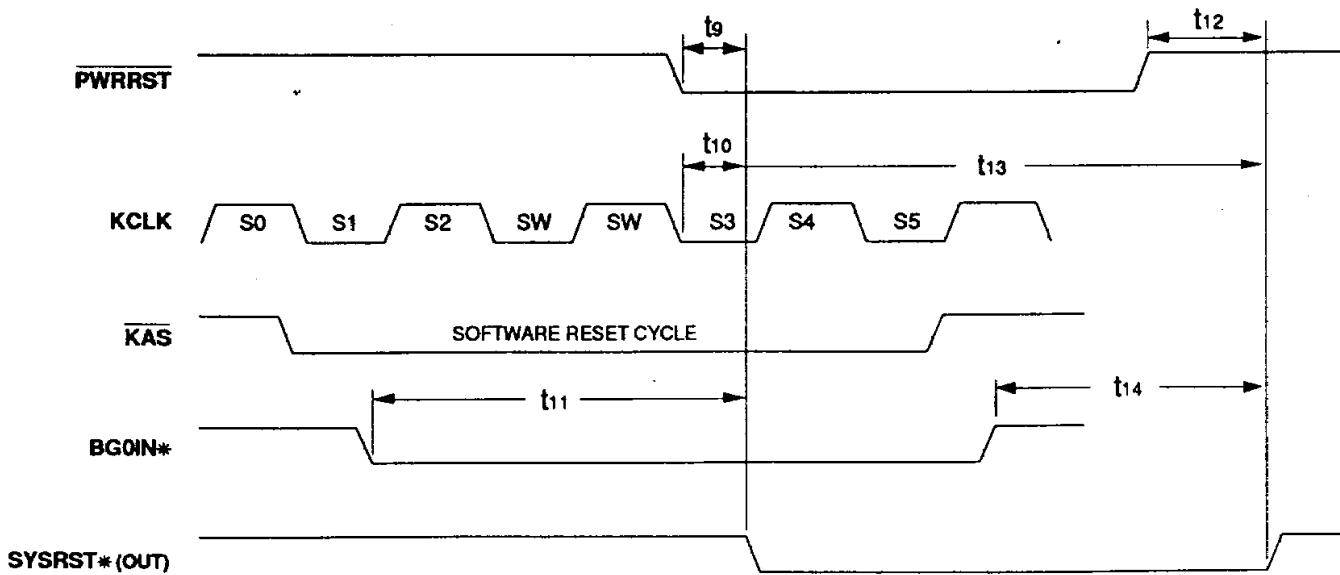 t9
t12
PWRRST
t10
t13
KCLK
S0 S1 S2 SW SW S3 S4 S5
KAS
SOFTWARE RESET CYCLE
t11
t14
BG0IN*
SYSRST* (OUT)